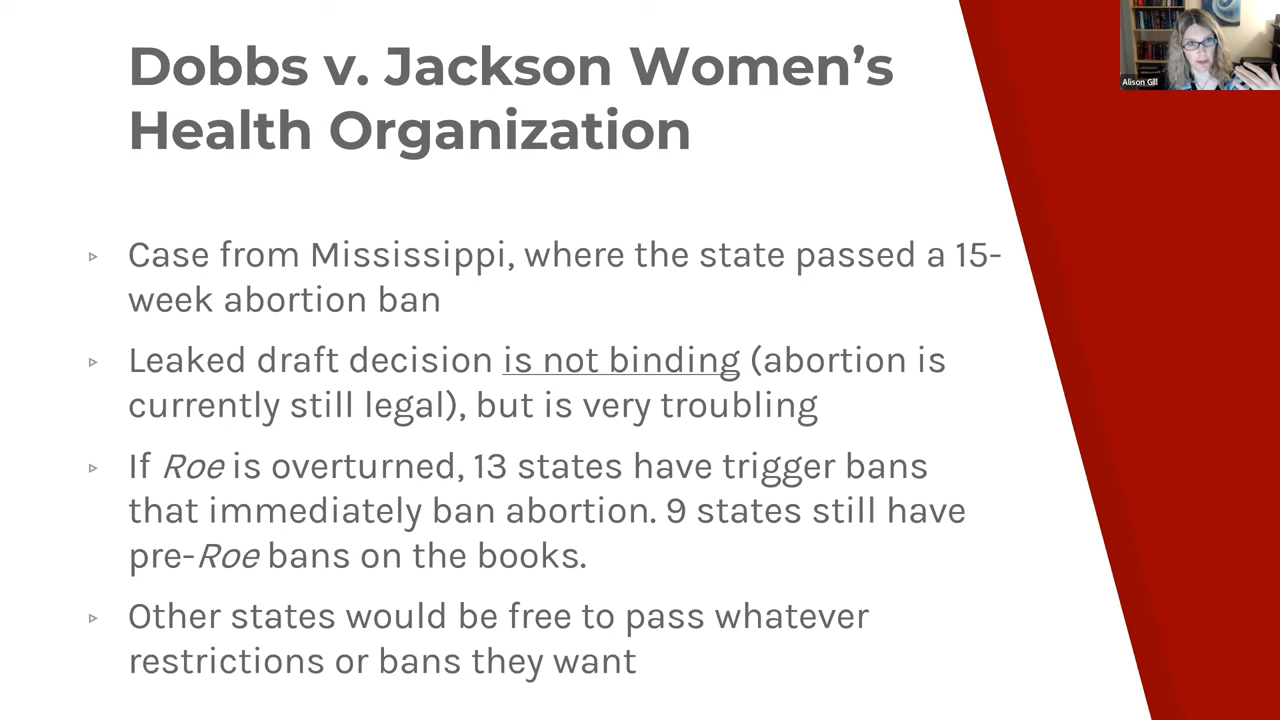 Dobbs v. Jackson Women’s
Health Organization
Alison Gill
▹ Case from Mississippi, where the state passed a 15-
week abortion ban
▹ Leaked draft decision is not binding (abortion is
currently still legal), but is very troubling
▹ If Roe is overturned, 13 states have trigger bans
that immediately ban abortion. 9 states still have
pre-Roe bans on the books.
▹ Other states would be free to pass whatever
restrictions or bans they want